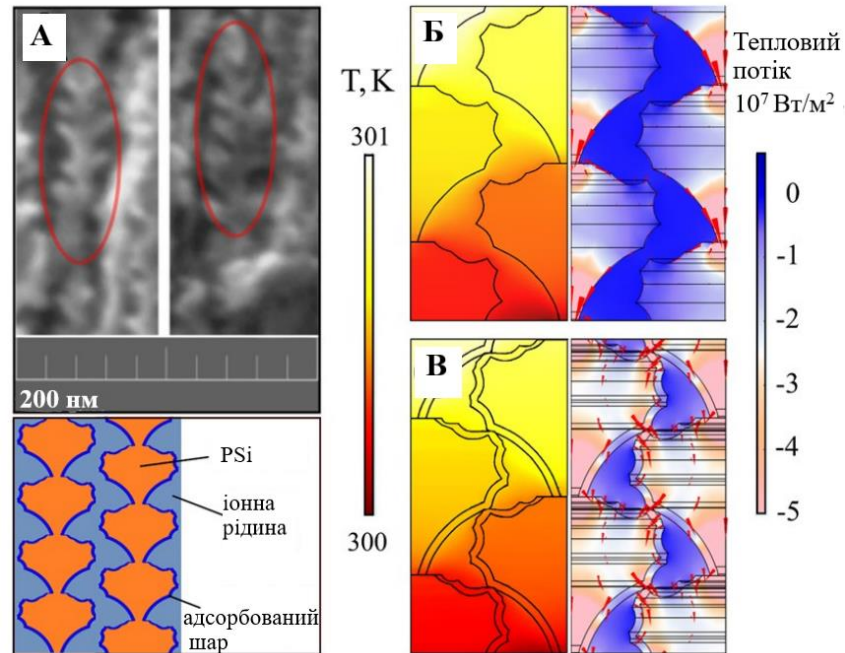 А
200 нм
PSi
іонна
рідина
адсорбований
шар
Т, К
301
300
Б
В
Тепловий
потік
10⁷ Вт/м²
0
-1
-2
-3
-4
-5